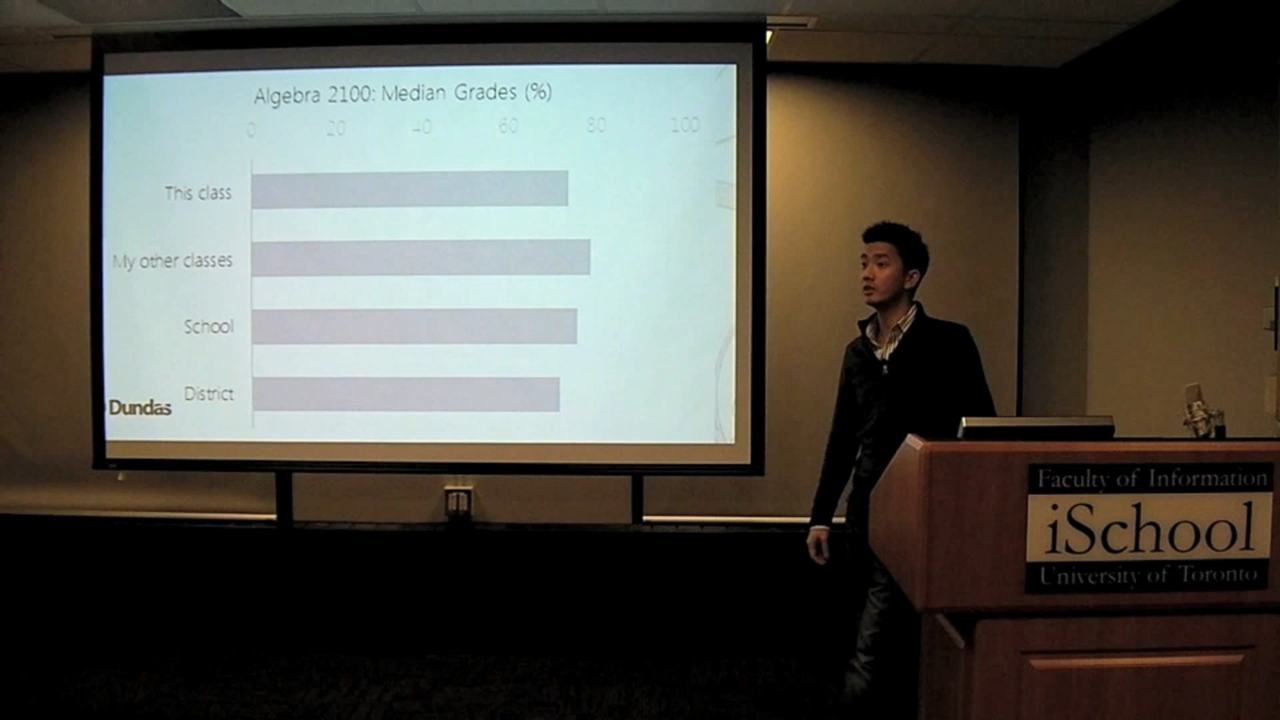 Algebra 2100: Median Grades (%)
0 20 40 60 80 100
This class
My other classes
School
District
Dundas
Faculty of Information
iSchool
University of Toronto